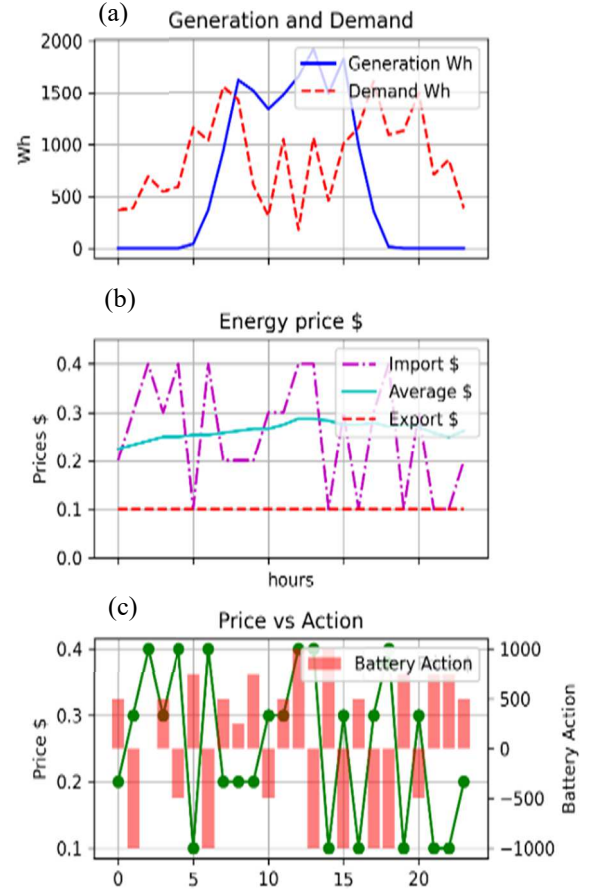 (a)
Generation and Demand
2000
1500
1000
500
0
Wh
Generation Wh
Demand Wh
(b)
Energy price $
0.4
0.3
0.2
0.1
0.0
Prices $
Import $
Average $
Export $
hours
(c)
Price vs Action
0.4
0.3
0.2
0.1
Price $
Battery Action
1000
500
0
−500
−1000
Battery Action
0
5
10
15
20